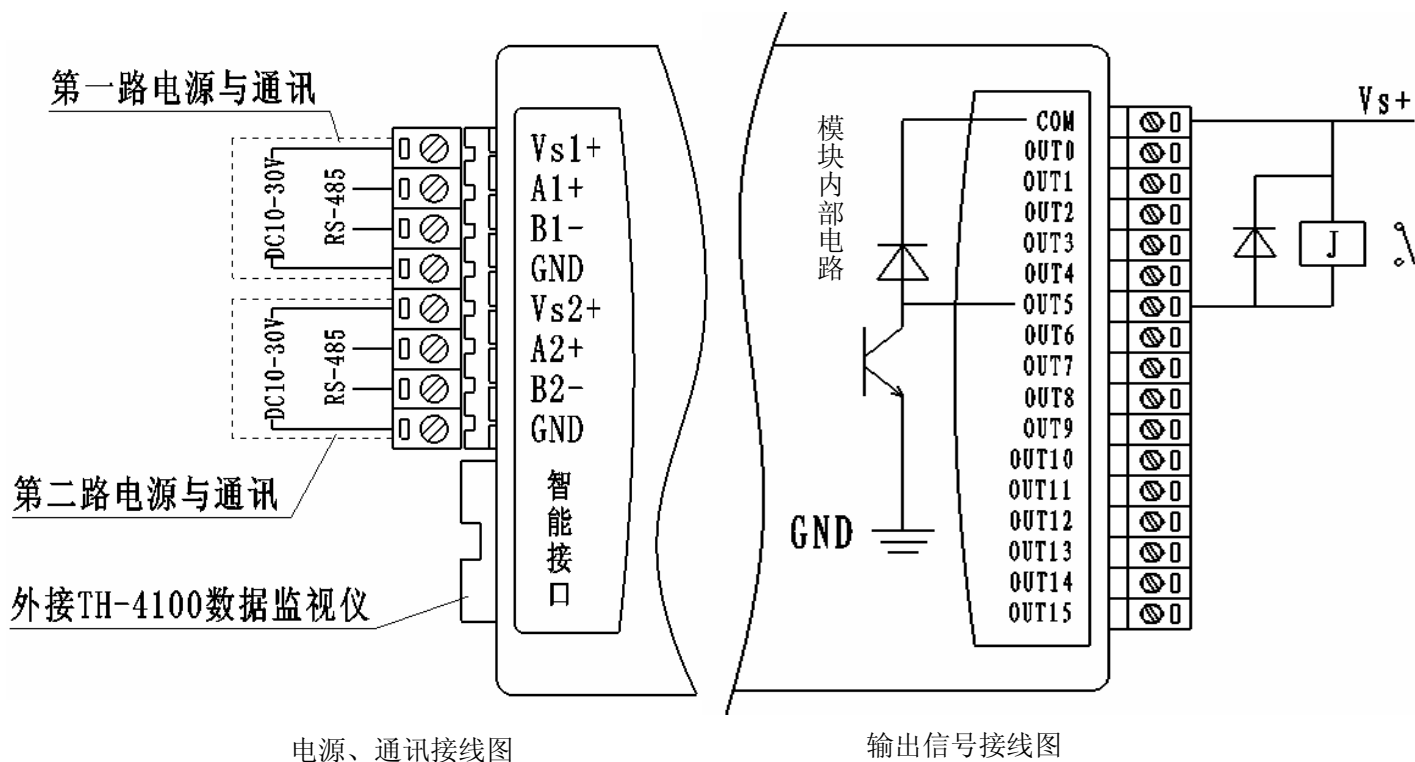 第一路电源与通讯
DC10-30V
RS-485
Vs1+
A1+
B1-
GND
DC10-30V
RS-485
Vs2+
A2+
B2-
GND
第二路电源与通讯
智能接口
外接TH-4100数据监视仪
电源、通讯接线图
模块内部电路
GND
COM
OUT0
OUT1
OUT2
OUT3
OUT4
OUT5
OUT6
OUT7
OUT8
OUT9
OUT10
OUT11
OUT12
OUT13
OUT14
OUT15
Vs+
J
输出信号接线图